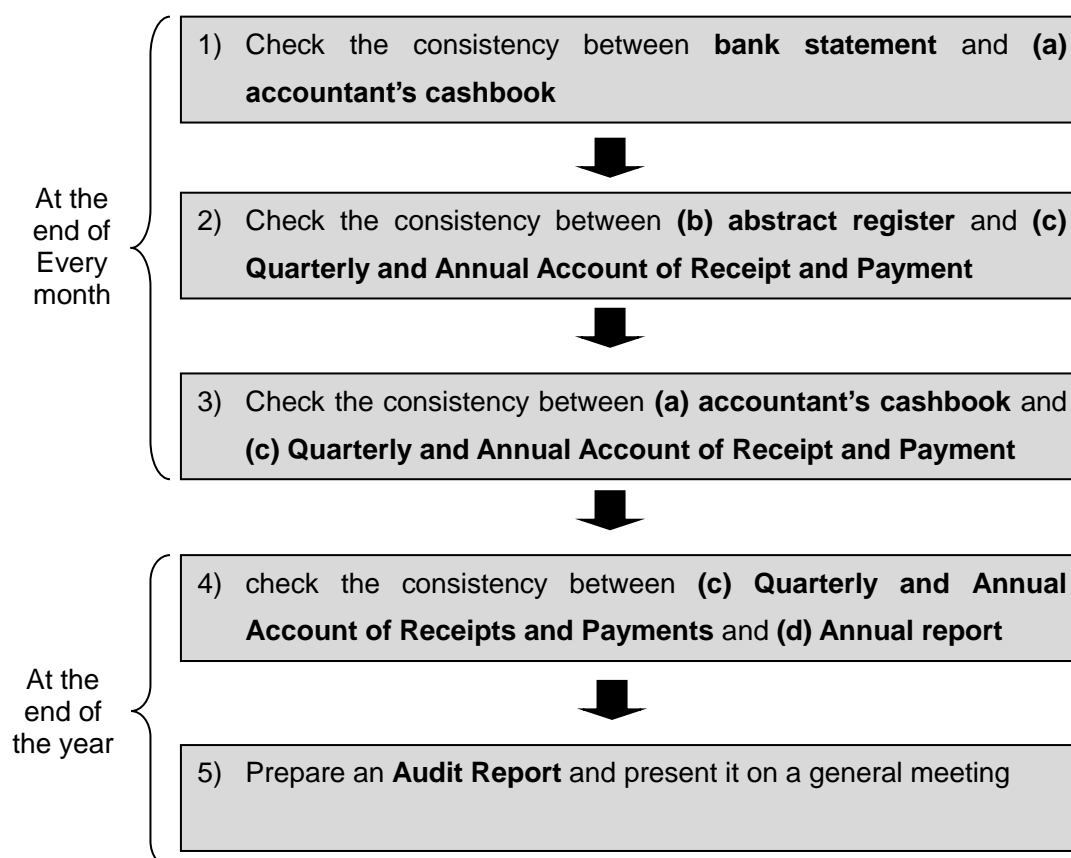 1) Check the consistency between bank statement and (a)
accountant's cashbook
At the
end of
Every
month
2) Check the consistency between (b) abstract register and (c)
Quarterly and Annual Account of Receipt and Payment
3) Check the consistency between (a) accountant's cashbook and
(c) Quarterly and Annual Account of Receipt and Payment
4) check the consistency between (c) Quarterly and Annual
Account of Receipts and Payments and (d) Annual report
At the
end of
the year
5) Prepare an Audit Report and present it on a general meeting